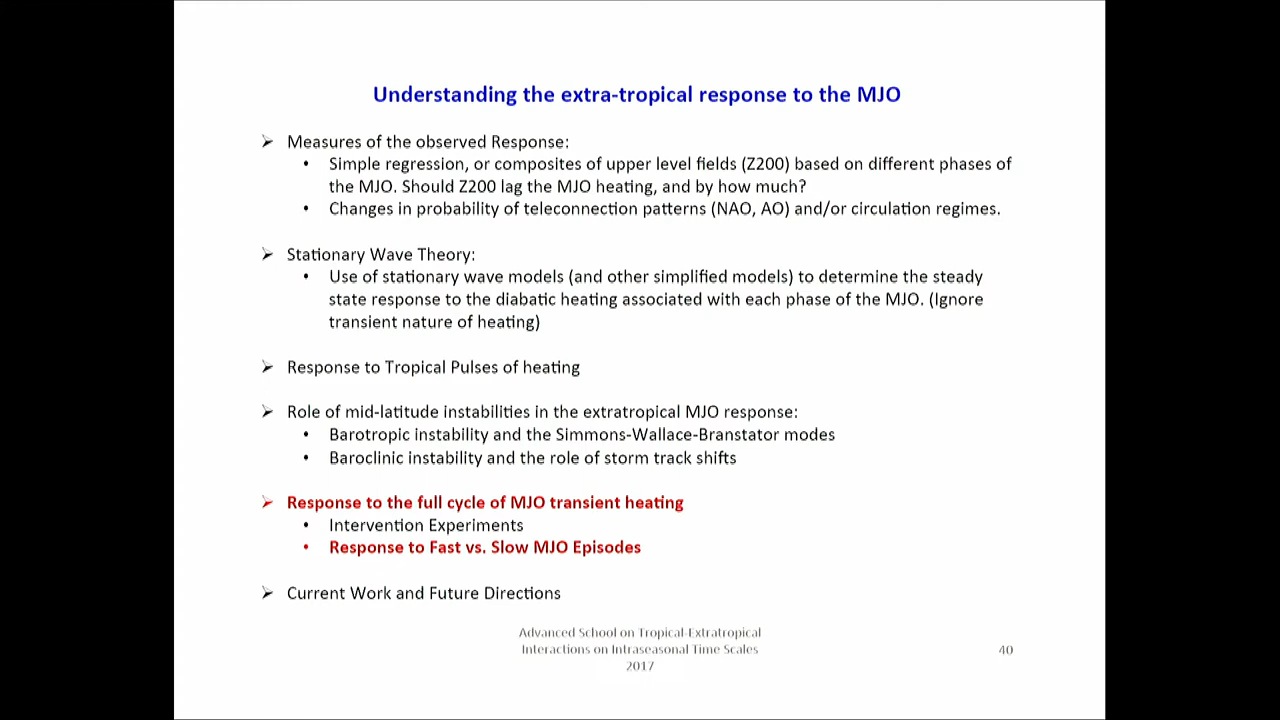 Understanding the extra-tropical response to the MJO
➢ Measures of the observed Response:
• Simple regression, or composites of upper level fields (Z200) based on different phases of
the MJO. Should Z200 lag the MJO heating, and by how much?
• Changes in probability of teleconnection patterns (NAO, AO) and/or circulation regimes.
➢ Stationary Wave Theory:
• Use of stationary wave models (and other simplified models) to determine the steady
state response to the diabatic heating associated with each phase of the MJO. (Ignore
transient nature of heating)
➢ Response to Tropical Pulses of heating
➢ Role of mid-latitude instabilities in the extratropical MJO response:
• Barotropic instability and the Simmons-Wallace-Branstator modes
• Baroclinic instability and the role of storm track shifts
➢ Response to the full cycle of MJO transient heating
• Intervention Experiments
• Response to Fast vs. Slow MJO Episodes
➢ Current Work and Future Directions
Advanced School on Tropical-Extratropical
Interactions on Intraseasonal Time Scales
2017
40